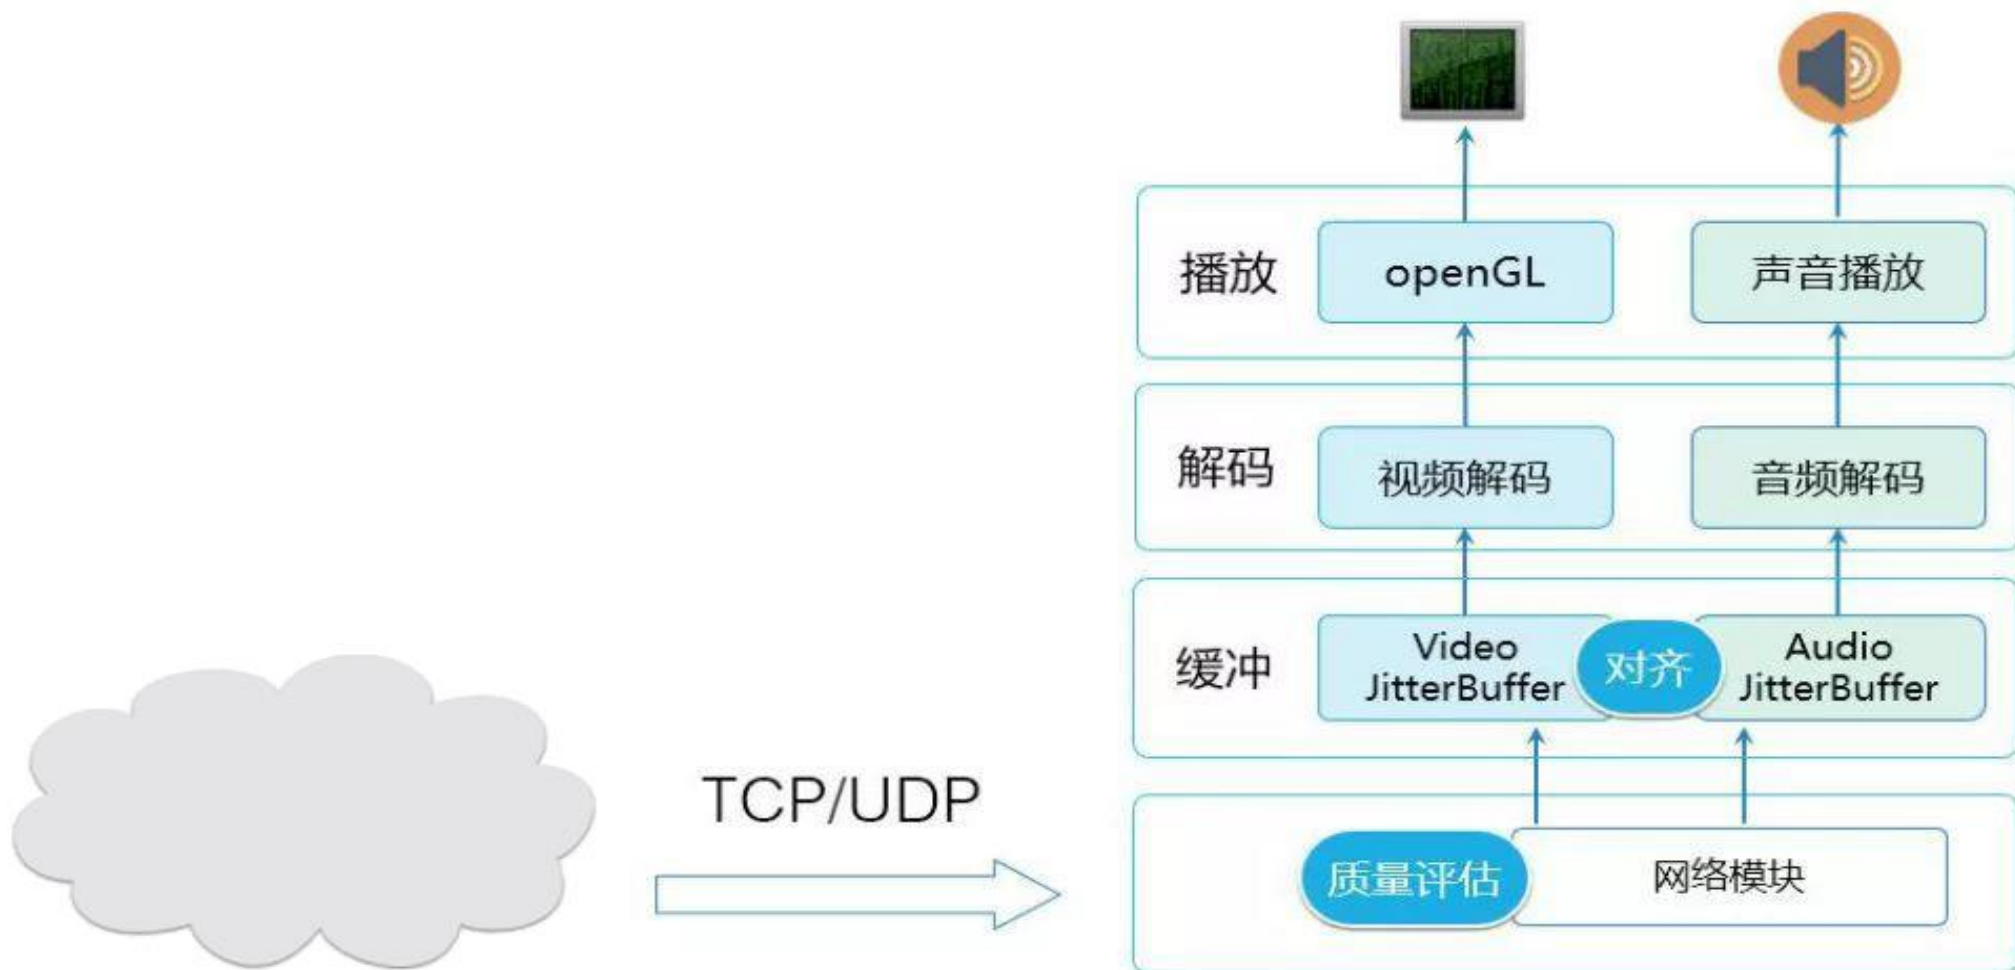 播放
openGL
声音播放
解码
视频解码
音频解码
缓冲
Video
JitterBuffer
对齐
Audio
JitterBuffer
TCP/UDP
质量评估
网络模块